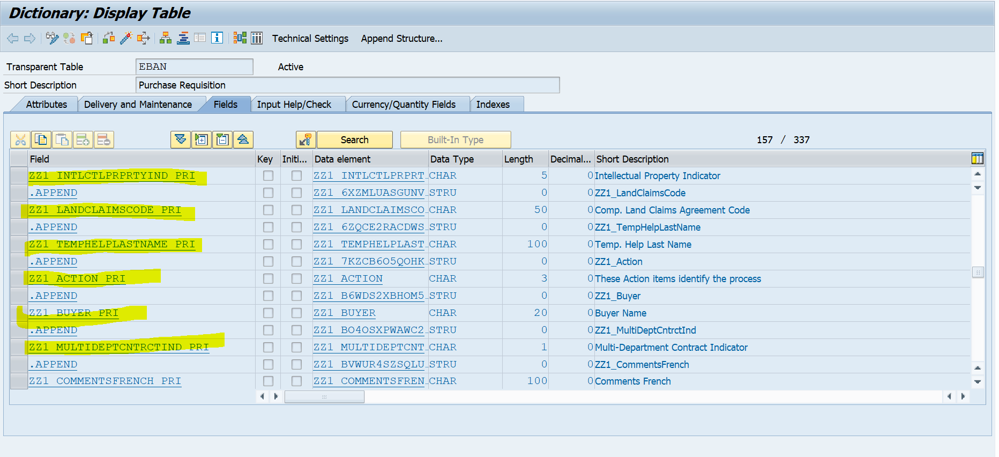 Dictionary: Display Table
Technical Settings Append Structure...
Transparent Table EBAN Active
Short Description Purchase Requisition
Attributes Delivery and Maintenance Fields Input Help/Check Currency/Quantity Fields Indexes
Search Built-In Type 157 / 337
Field Key Initi... Data element Data Type Length Decimal... Short Description
ZZ1_INTLCTLPRPRTYIND_PRI ZZ1_INTLCTLPRPRT... CHAR 5 0 Intellectual Property Indicator
.APPEND ZZ1_6XZMLUASGUNV... STRU 0 0 ZZ1_LandClaimsCode
ZZ1_LANDCLAIMSCODE_PRI ZZ1_LANDCLAIMSCO... CHAR 50 0 Comp. Land Claims Agreement Code
.APPEND ZZ1_6ZQCE2RACDWS... STRU 0 0 ZZ1_TempHelpLastName
ZZ1_TEMPHELPLASTNAME_PRI ZZ1_TEMPHELPLAST... CHAR 100 0 Temp. Help Last Name
.APPEND ZZ1_7KZCB6O5QOHK... STRU 0 0 ZZ1_Action
ZZ1_ACTION_PRI ZZ1_ACTION CHAR 3 0 These Action items identify the process
.APPEND ZZ1_B6WDS2XBHOM5... STRU 0 0 ZZ1_Buyer
ZZ1_BUYER_PRI ZZ1_BUYER CHAR 20 0 Buyer Name
.APPEND ZZ1_BO4OSXPWAWC2... STRU 0 0 ZZ1_MultiDeptCntrctInd
ZZ1_MULTIDEPTCNTRCTIND_PRI ZZ1_MULTIDEPTCNT... CHAR 1 0 Multi-Department Contract Indicator
.APPEND ZZ1_BVWUR4SZSQLU... STRU 0 0 ZZ1_CommentsFrench
ZZ1_COMMENTSFRENCH_PRI ZZ1_COMMENTSFREN... CHAR 100 0 Comments French